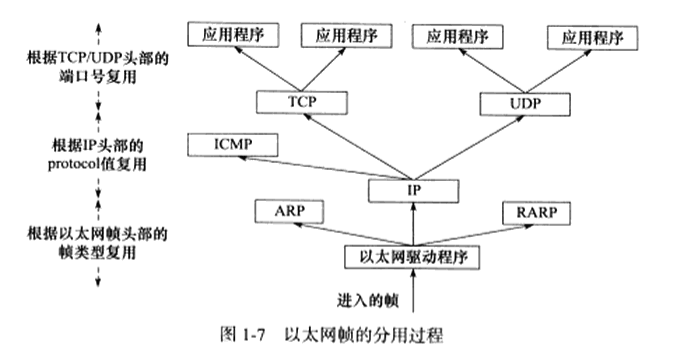 应用程序 应用程序 应用程序 应用程序
根据TCP/UDP头部的
端口号复用
TCP UDP
根据IP头部的
protocol值复用
ICMP
IP
ARP RARP
根据以太网帧头部的
帧类型复用
以太网驱动程序
进入的帧
图 1-7 以太网帧的分用过程